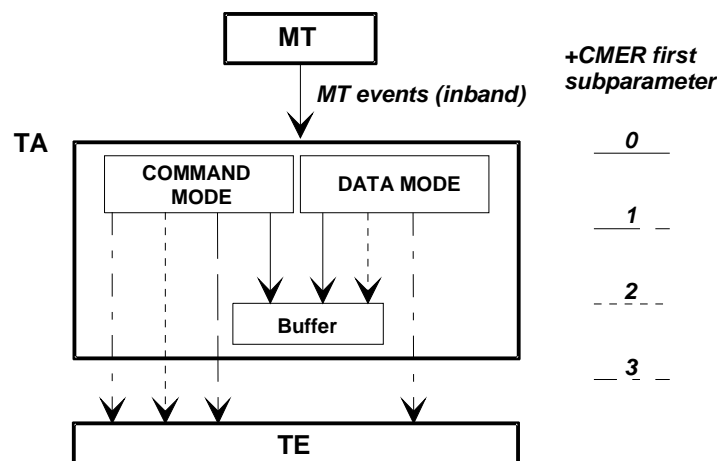 MT
+CMER first
subparameter
MT events (inband)
TA
0
COMMAND
MODE
DATA MODE
1
2
Buffer
3
TE